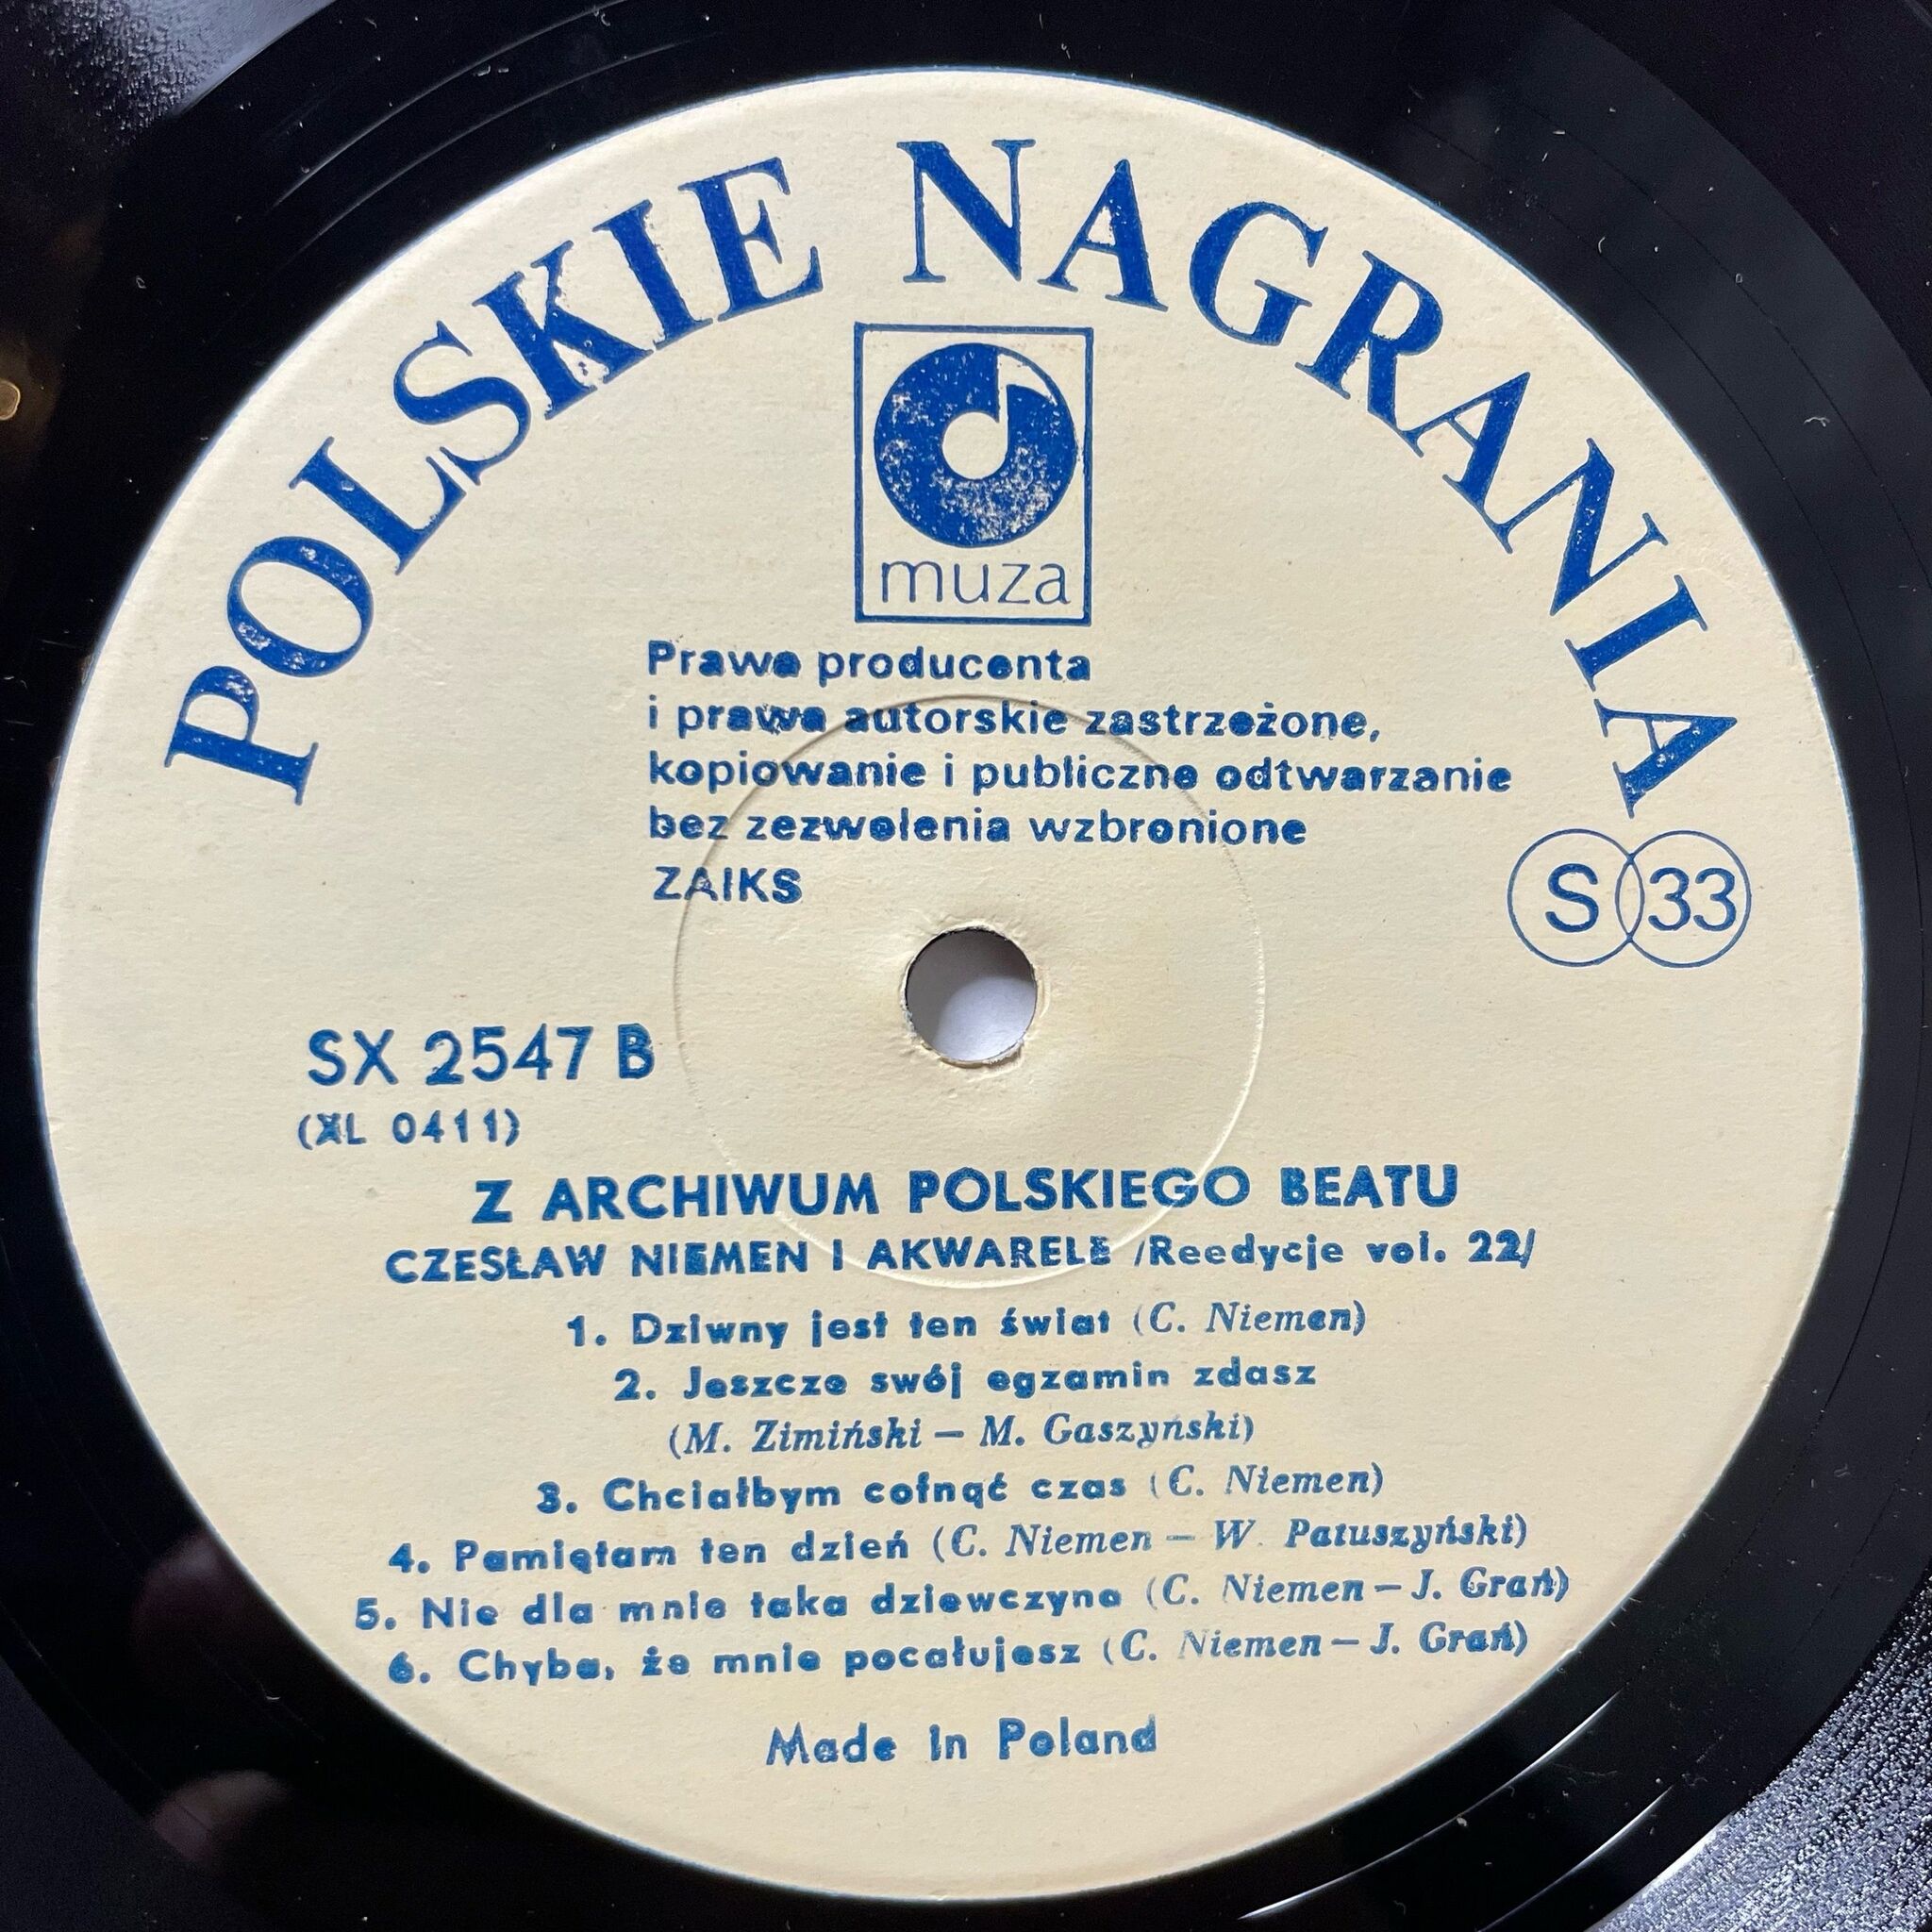 POLSKIE NAGRANIA
muza
Prawa producenta
i prawa autorskie zastrzeżone,
kopiowanie i publiczne odtwarzanie
bez zezwolenia wzbronione
ZAIKS
S 33
SX 2547 B
(XL 0411)
Z ARCHIWUM POLSKIEGO BEATU
CZESŁAW NIEMEN I AKWARELE /Reedycje vol. 22/
1. Dziwny jest ten świat (C. Niemen)
2. Jeszcze swój egzamin zdasz
(M. Zimiński — M. Gaszyński)
3. Chciałbym cofnąć czas (C. Niemen)
4. Pamiętam ten dzień (C. Niemen — W. Patuszyński)
5. Nie dla mnie taka dziewczyna (C. Niemen — J. Grań)
6. Chyba, że mnie pocałujesz (C. Niemen — J. Grań)
Made in Poland